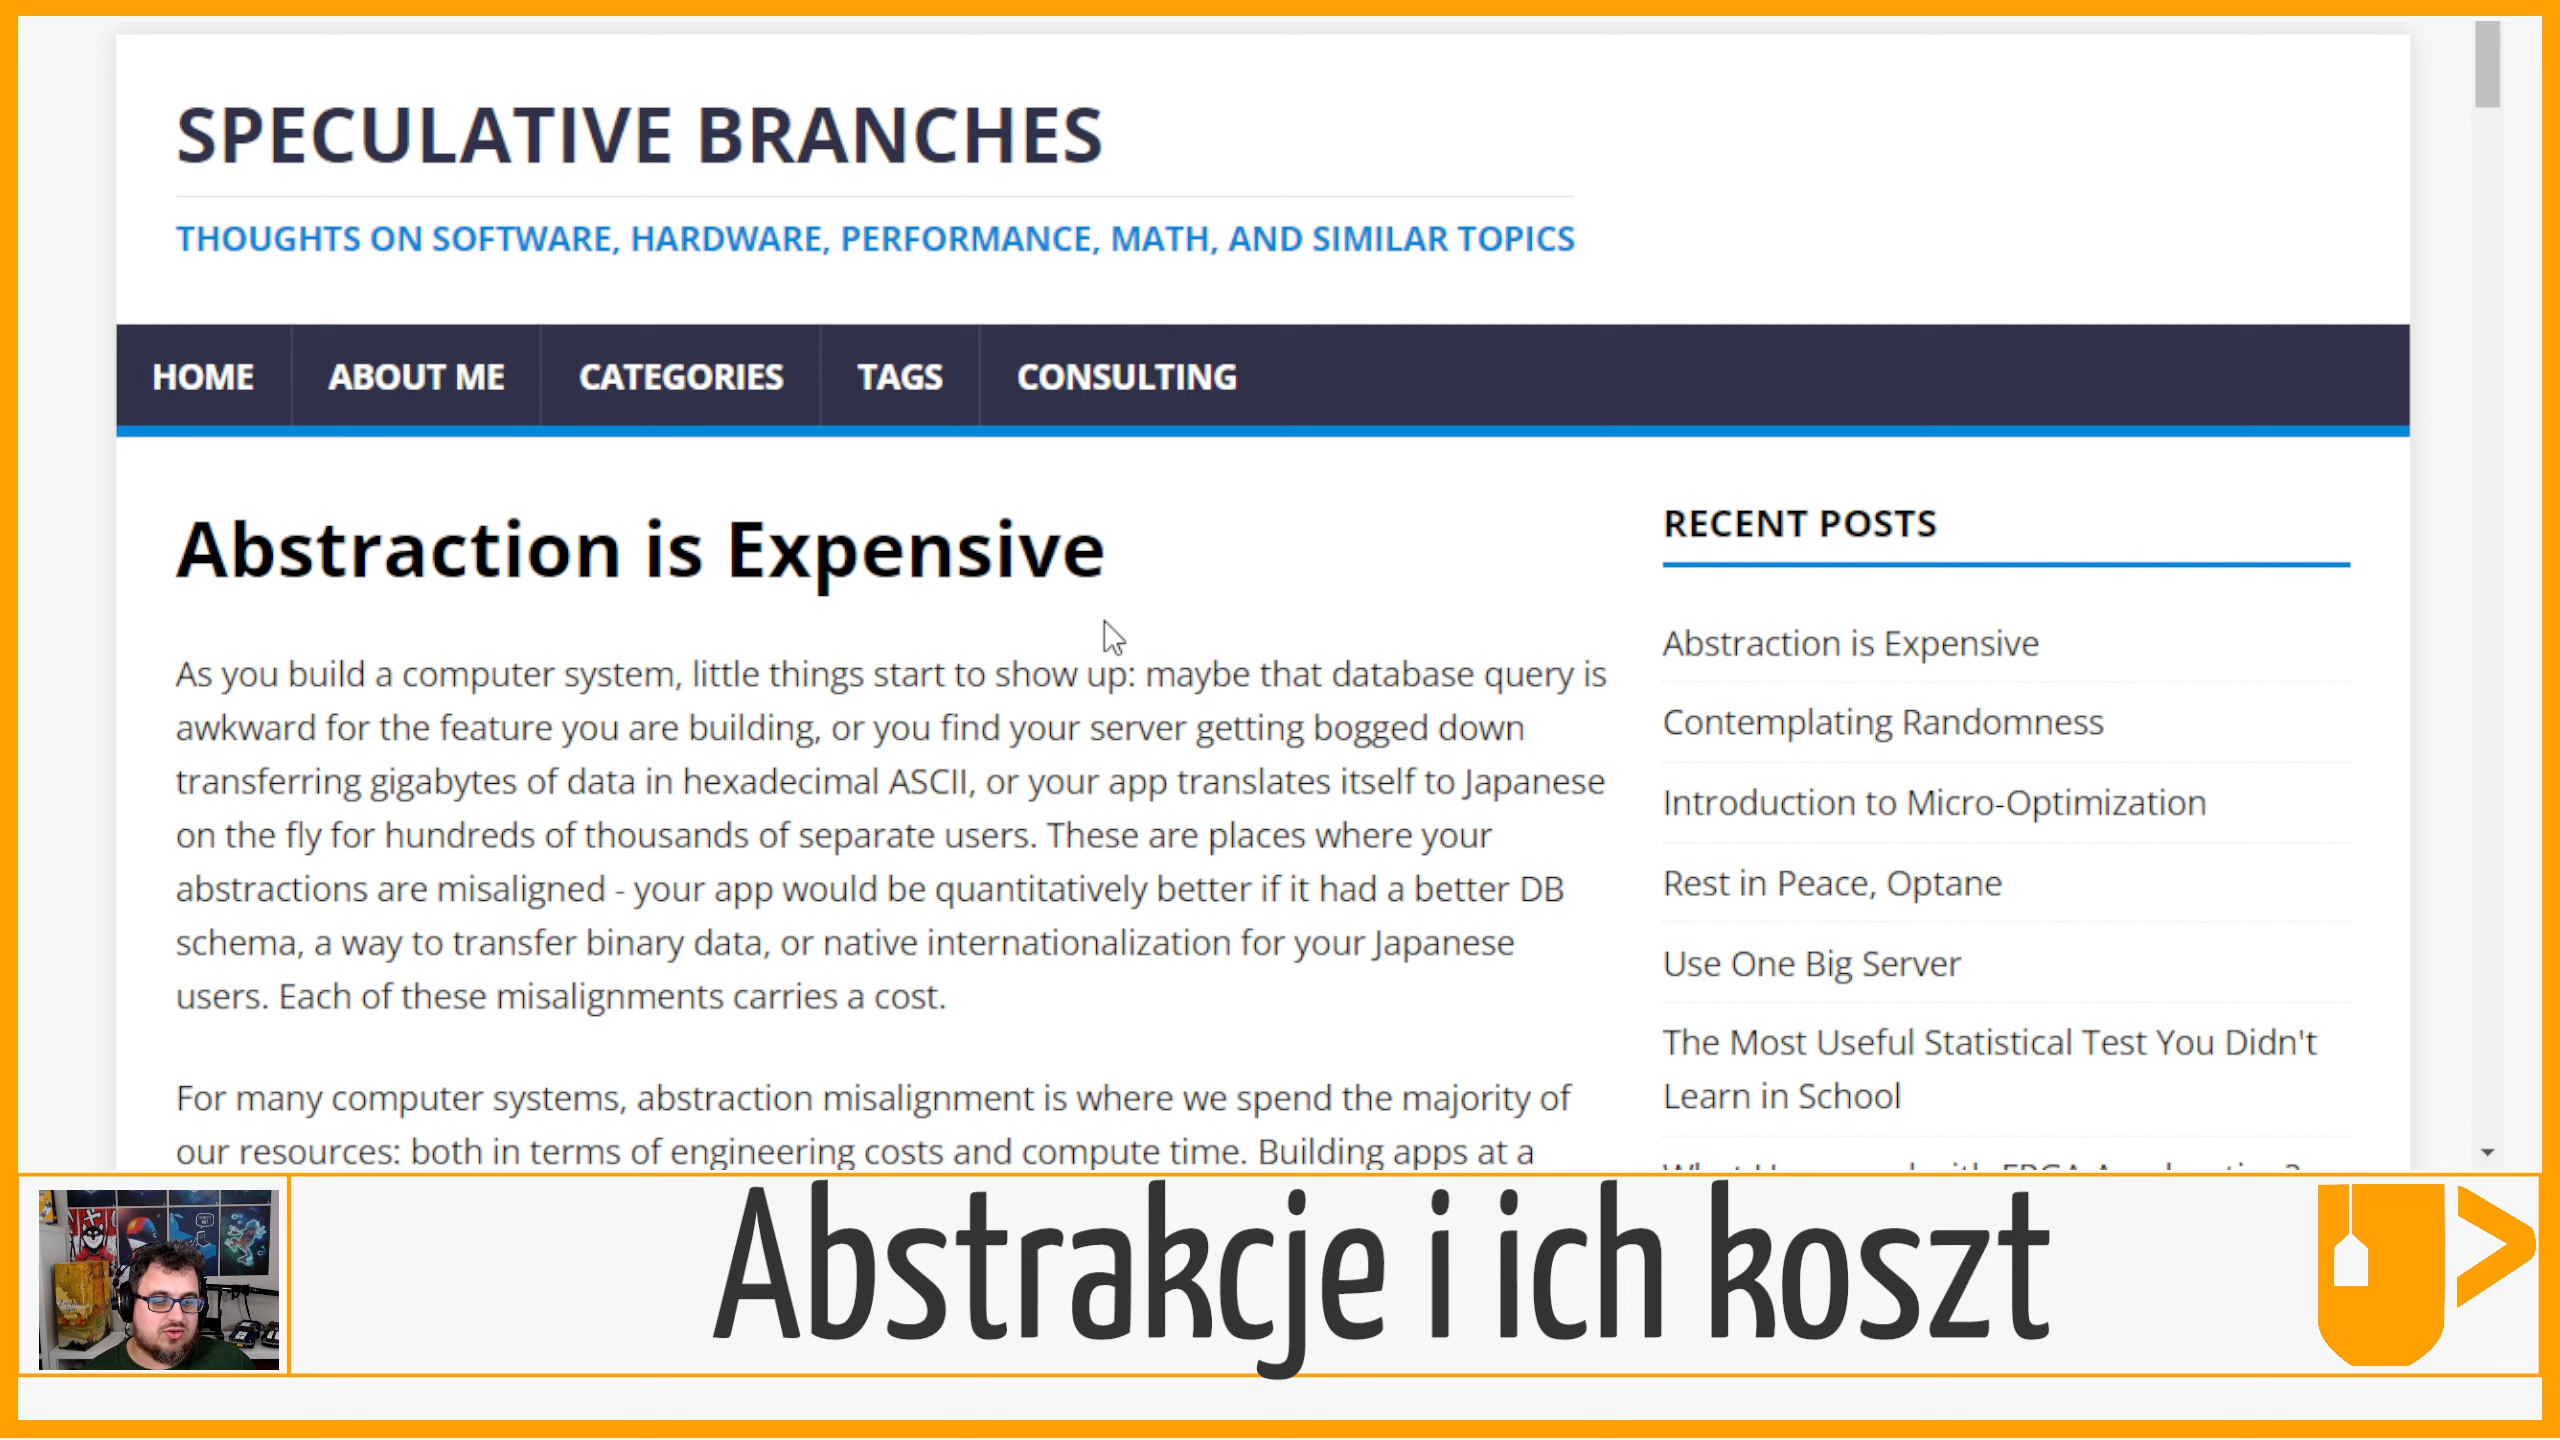 SPECULATIVE BRANCHES
THOUGHTS ON SOFTWARE, HARDWARE, PERFORMANCE, MATH, AND SIMILAR TOPICS
HOME ABOUT ME CATEGORIES TAGS CONSULTING
Abstraction is Expensive
As you build a computer system, little things start to show up: maybe that database query is
awkward for the feature you are building, or you find your server getting bogged down
transferring gigabytes of data in hexadecimal ASCII, or your app translates itself to Japanese
on the fly for hundreds of thousands of separate users. These are places where your
abstractions are misaligned - your app would be quantitatively better if it had a better DB
schema, a way to transfer binary data, or native internationalization for your Japanese
users. Each of these misalignments carries a cost.
For many computer systems, abstraction misalignment is where we spend the majority of
our resources: both in terms of engineering costs and compute time. Building apps at a
RECENT POSTS
Abstraction is Expensive
Contemplating Randomness
Introduction to Micro-Optimization
Rest in Peace, Optane
Use One Big Server
The Most Useful Statistical Test You Didn't
Learn in School
Abstrakcje i ich koszt